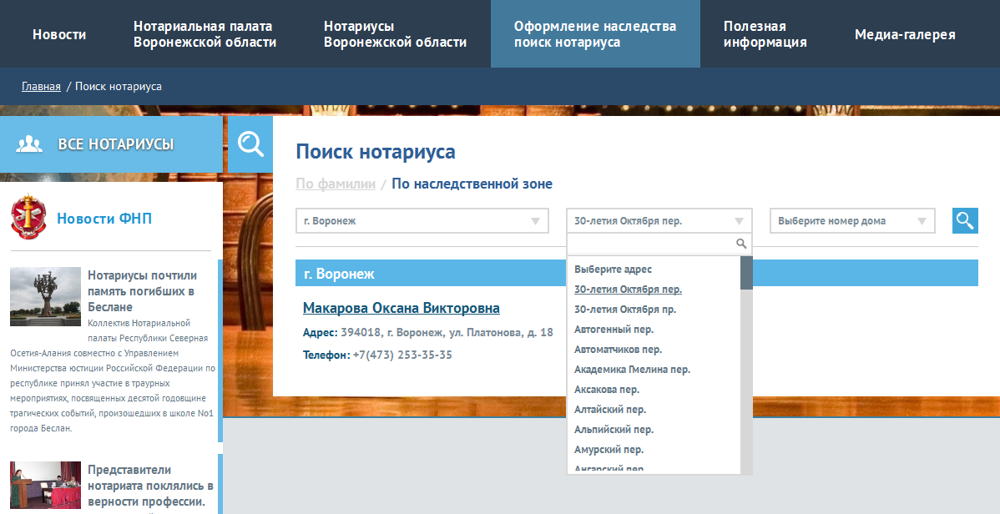 Новости
Нотариальная палата
Воронежской области
Нотариусы
Воронежской области
Оформление наследства
поиск нотариуса
Полезная
информация
Медиа-галерея
Главная / Поиск нотариуса
ВСЕ НОТАРИУСЫ
Новости ФНП
Нотариусы почтили
память погибших в
Беслане
Коллектив Нотариальной
палаты Республики Северная
Осетия-Алания совместно с Управлением
Министерства юстиции Российской Федерации по
республике принял участие в траурных
мероприятиях, посвященных десятой годовщине
трагических событий, произошедших в школе No1
города Беслан.
Представители
нотариата поклялись в
верности профессии.
Поиск нотариуса
По фамилии / По наследственной зоне
г. Воронеж
30-летия Октября пер.
Выберите номер дома
Выберите адрес
30-летия Октября пер.
30-летия Октября пр.
Автогенный пер.
Автоматчиков пер.
Академика Гмелина пер.
Аксакова пер.
Алтайский пер.
Альпийский пер.
Амурский пер.
Ангарский пер.
г. Воронеж
Макарова Оксана Викторовна
Адрес: 394018, г. Воронеж, ул. Платонова, д. 18
Телефон: +7(473) 253-35-35